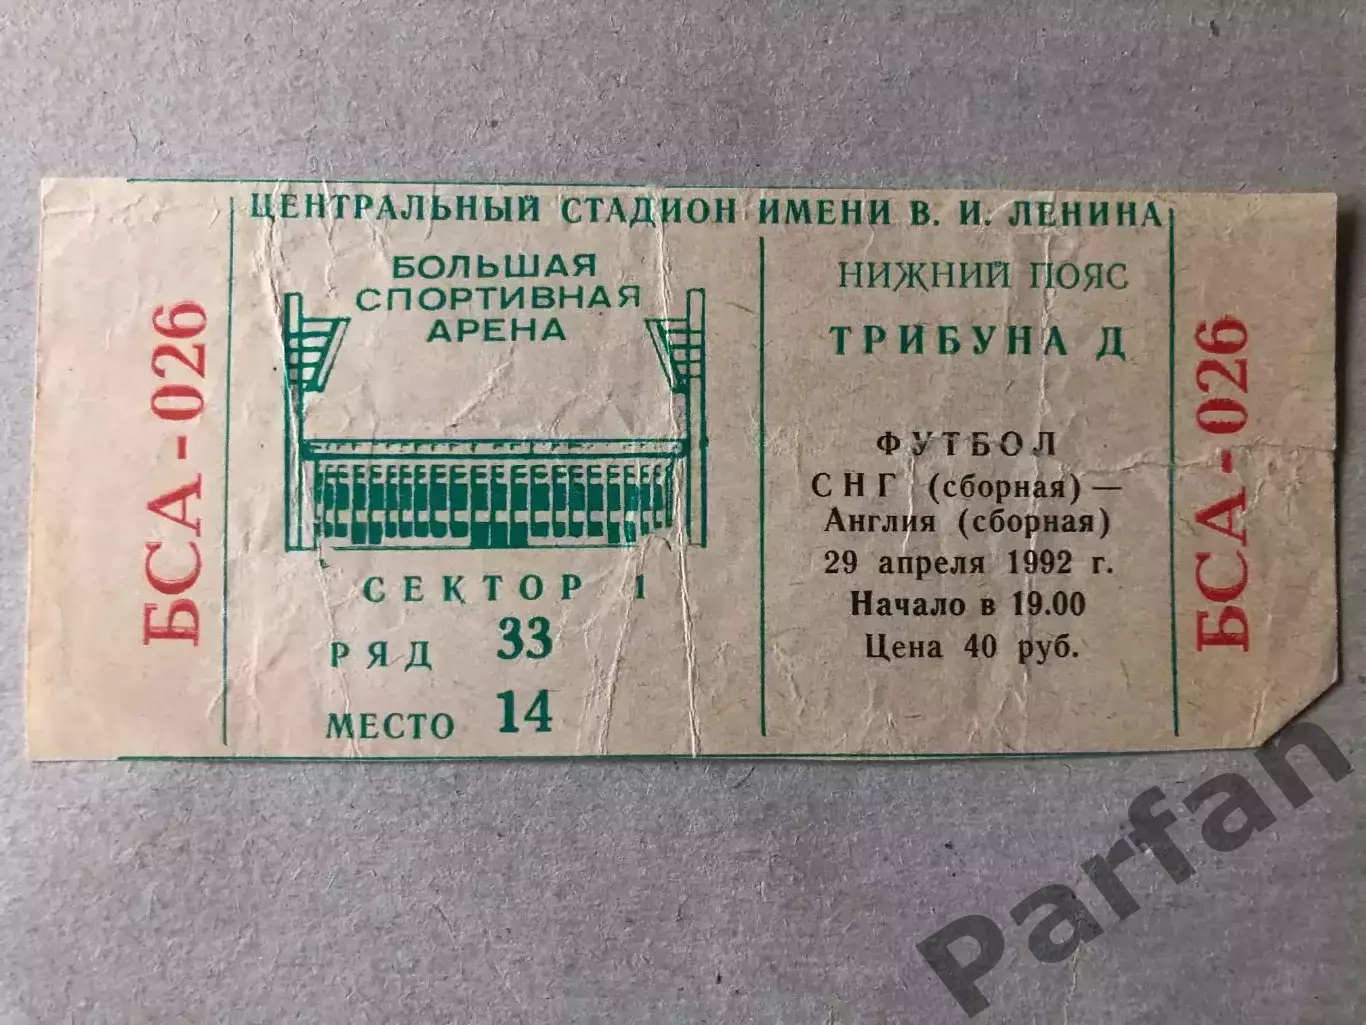 ЦЕНТРАЛЬНЫЙ СТАДИОН ИМЕНИ В. И. ЛЕНИНА
БСА - 026
БОЛЬШАЯ
СПОРТИВНАЯ
АРЕНА
СЕКТОР 1
РЯД 33
МЕСТО 14
НИЖНИЙ ПОЯС
ТРИБУНА Д
ФУТБОЛ
СНГ (сборная) —
Англия (сборная)
29 апреля 1992 г.
Начало в 19.00
Цена 40 руб.
БСА - 026
Parfan